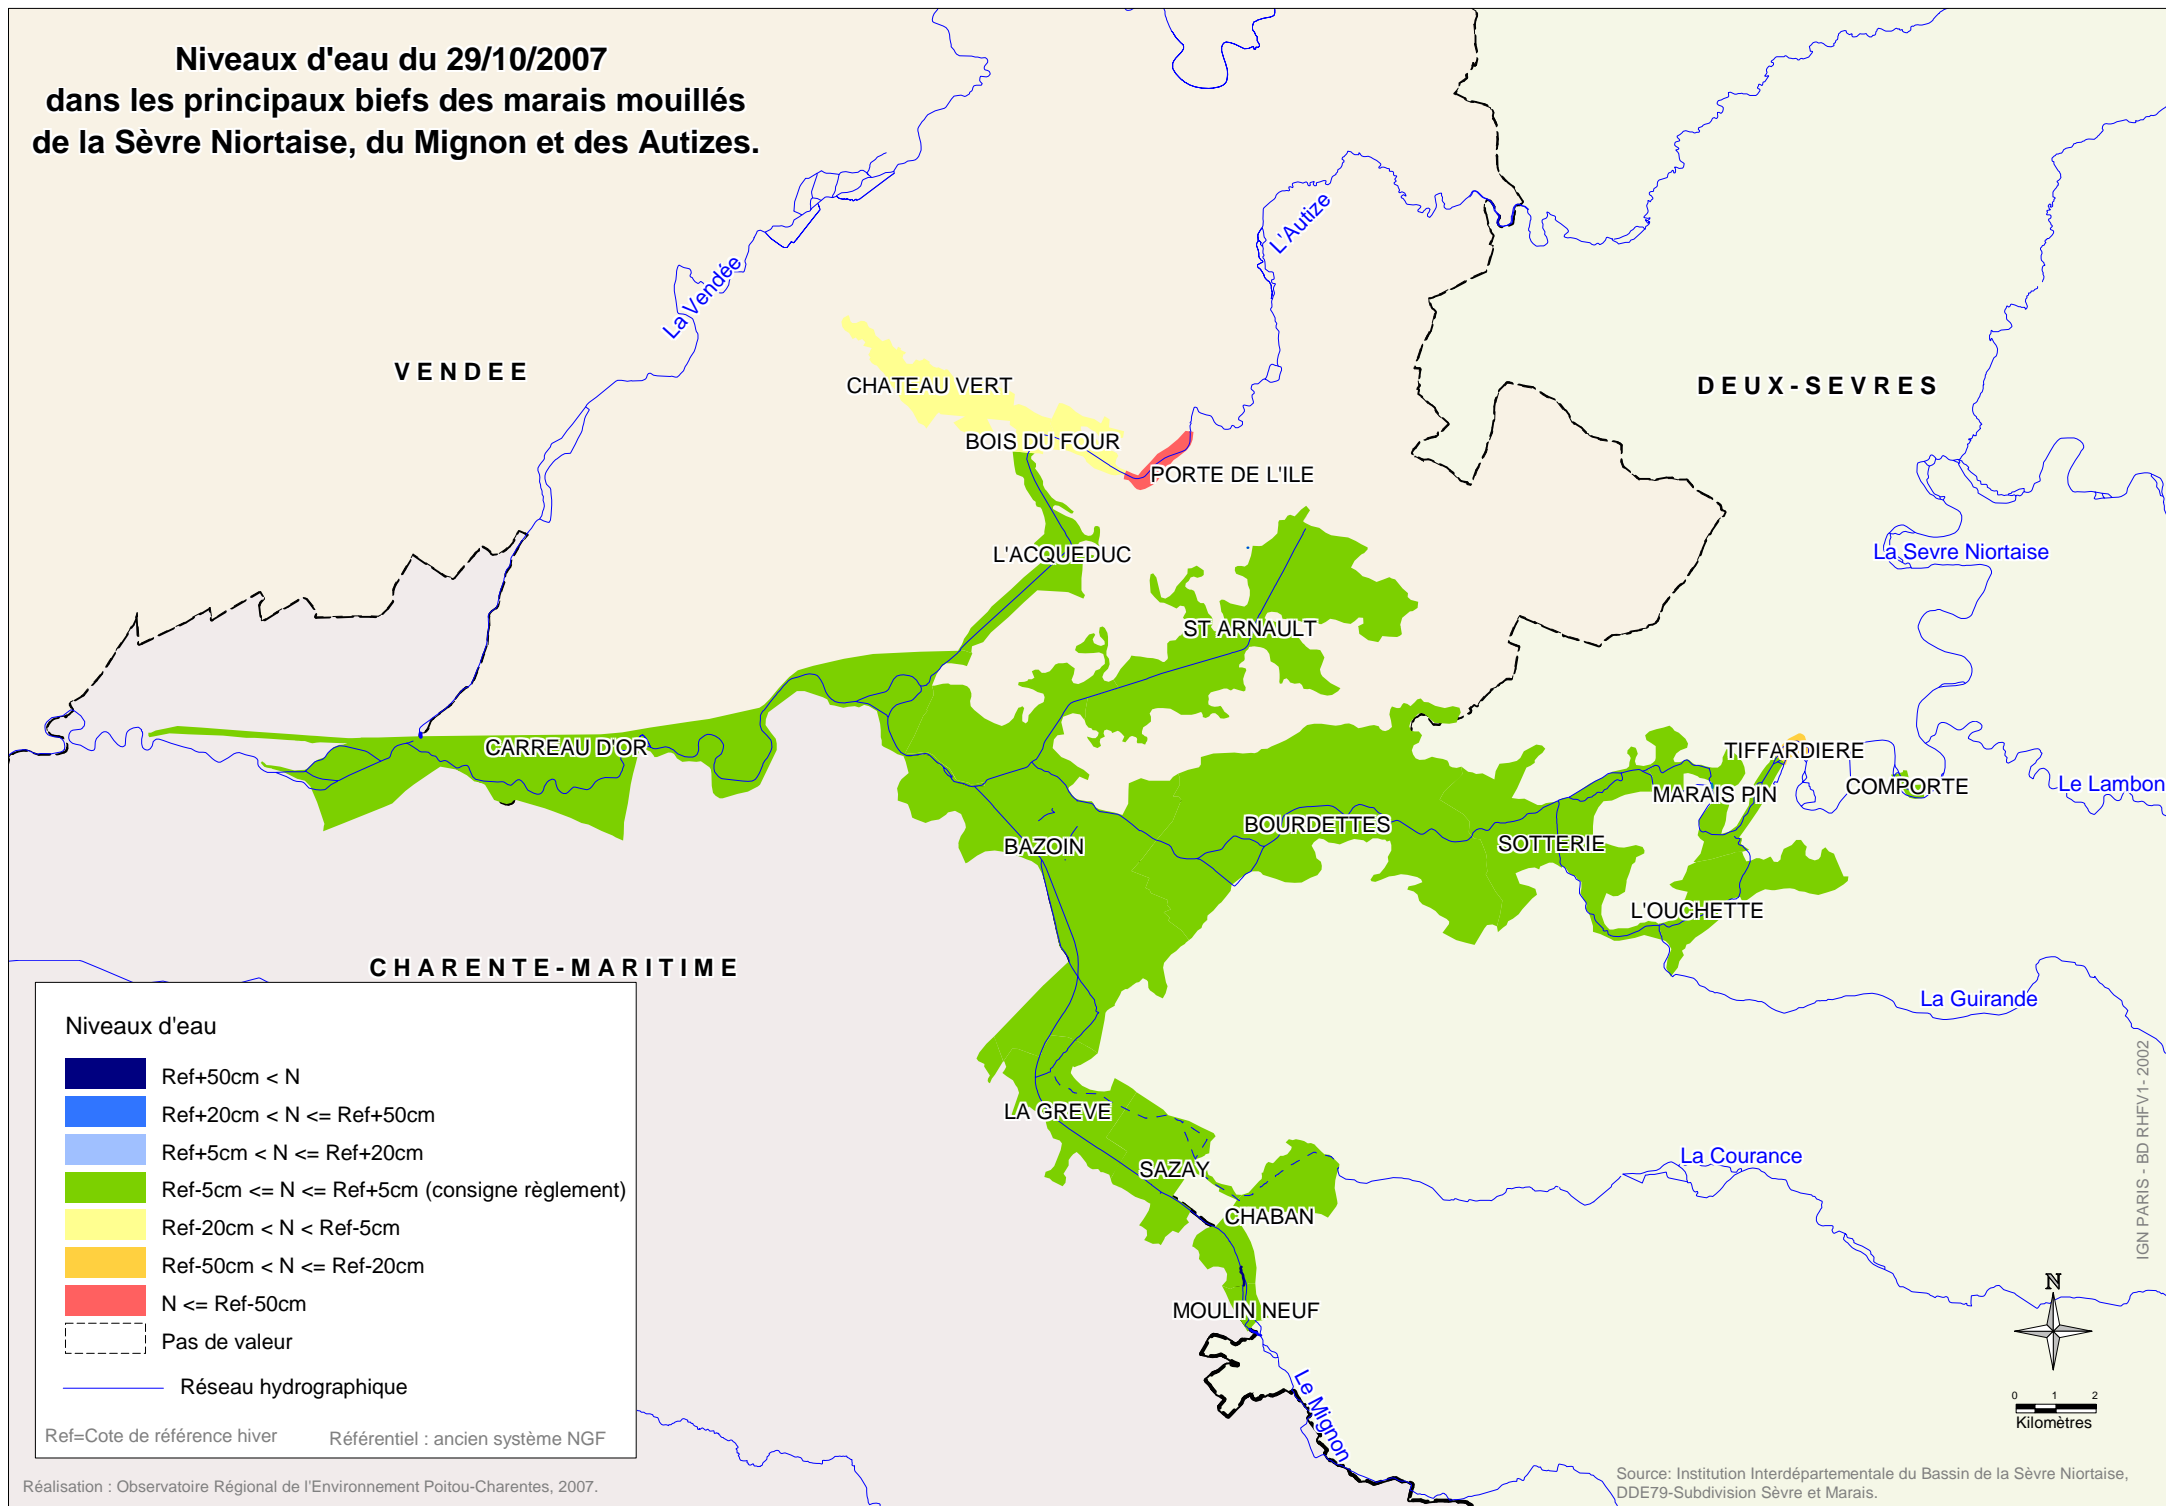 Niveaux d'eau du 29/10/2007
dans les principaux biefs des marais mouillés
de la Sèvre Niortaise, du Mignon et des Autizes.
L'Autize
La Vendée
VENDEE
CHATEAU VERT
DEUX-SEVRES
BOIS DU FOUR
PORTE DE L'ILE
L'ACQUEDUC
La Sevre Niortaise
ST ARNAULT
CARREAU D'OR
TIFFARDIERE
MARAIS PIN
COMPORTE
Le Lambon
BOURDETTES
BAZOIN
SOTTERIE
L'OUCHETTE
CHARENTE-MARITIME
La Guirande
LA GREVE
SAZAY
La Courance
CHABAN
MOULIN NEUF
Le Mignon
Niveaux d'eau
Ref+50cm < N
Ref+20cm < N <= Ref+50cm
Ref+5cm < N <= Ref+20cm
Ref-5cm <= N <= Ref+5cm (consigne règlement)
Ref-20cm < N < Ref-5cm
Ref-50cm < N <= Ref-20cm
N <= Ref-50cm
Pas de valeur
Réseau hydrographique
Ref=Cote de référence hiver
Référentiel : ancien système NGF
Réalisation : Observatoire Régional de l'Environnement Poitou-Charentes, 2007.
IGN PARIS - BD RHFV1- 2002
N
0 1 2
Kilomètres
Source: Institution Interdépartementale du Bassin de la Sèvre Niortaise,
DDE79-Subdivision Sèvre et Marais.